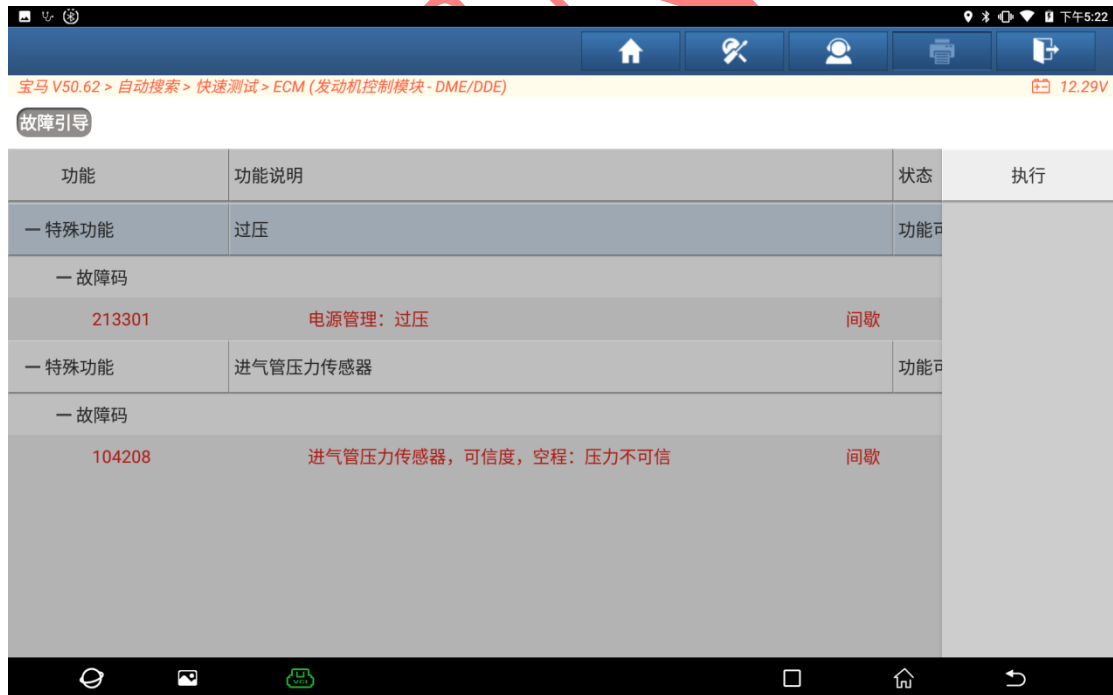 下午5:22
宝马 V50.62 > 自动搜索 > 快速测试 > ECM (发动机控制模块 - DME/DDE) 12.29V
故障引导
功能 功能说明 状态 执行
一 特殊功能 过压 功能可
一 故障码
213301 电源管理：过压 间歇
一 特殊功能 进气管压力传感器 功能可
一 故障码
104208 进气管压力传感器，可信度，空程：压力不可信 间歇
VCI